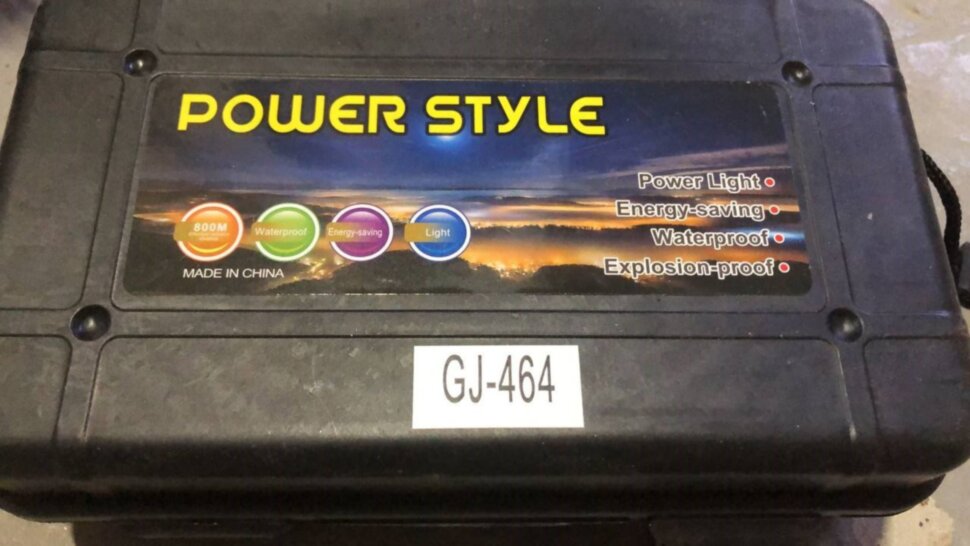 POWER STYLE
Power Light
Energy-saving
Waterproof
Explosion-proof
800M
Waterproof
Energy-saving
Light
MADE IN CHINA
GJ-464